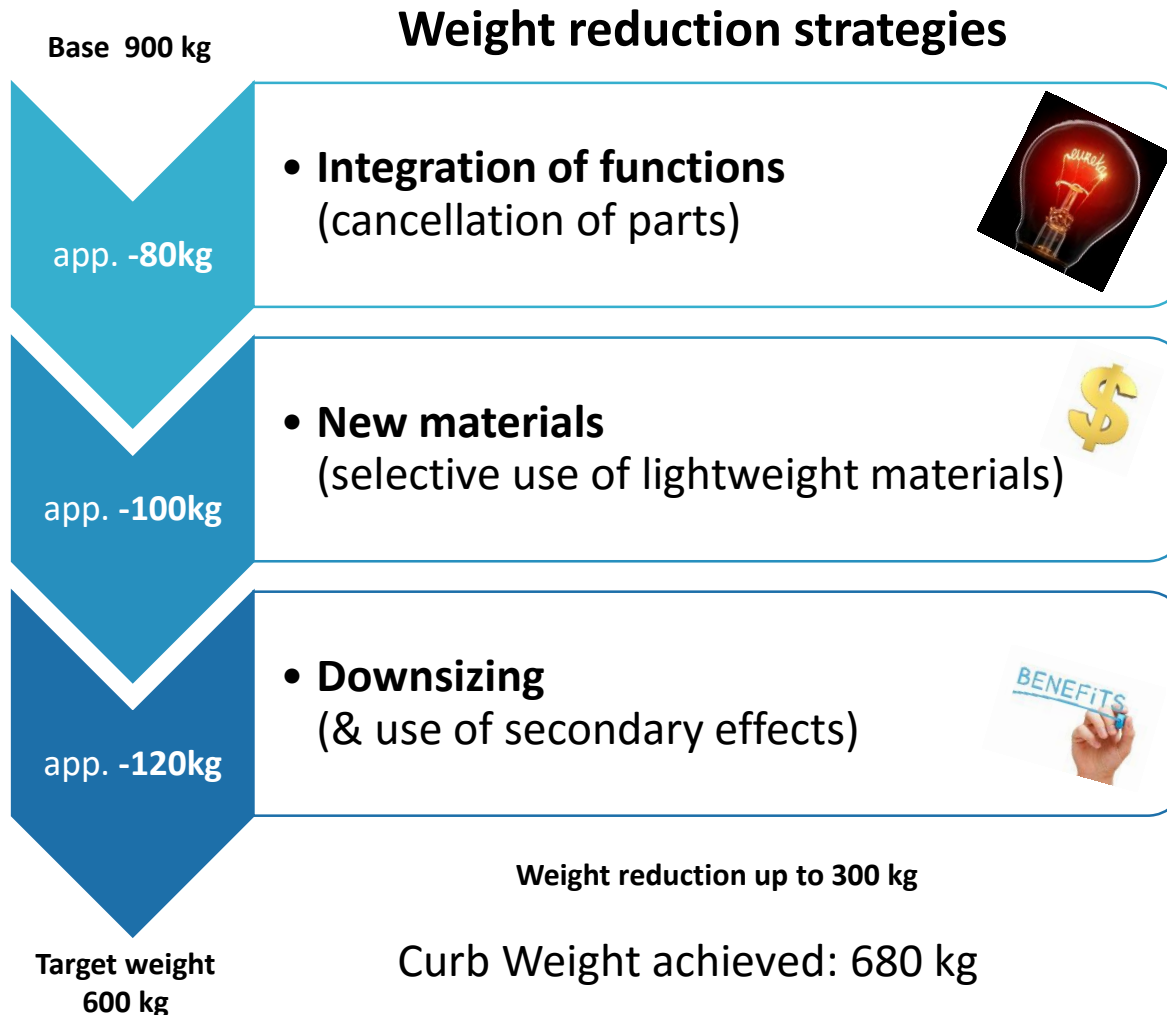 Weight reduction strategies
Base 900 kg
app. -80kg
• Integration of functions
(cancellation of parts)
eureka
app. -100kg
• New materials
(selective use of lightweight materials)
$
app. -120kg
• Downsizing
(& use of secondary effects)
BENEFiTS
Weight reduction up to 300 kg
Target weight
600 kg
Curb Weight achieved: 680 kg